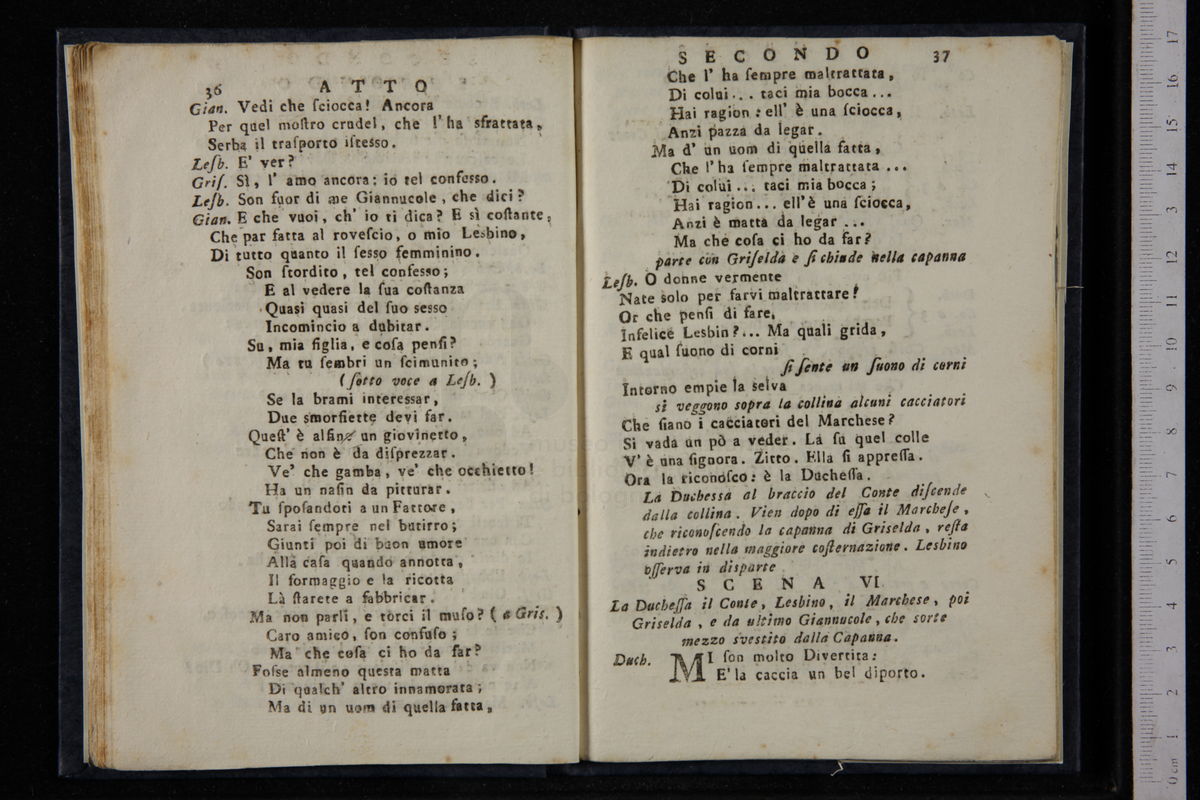 36 ATTO
Gian. Vedi che ſciocca! Ancora
Per quel moſtro crudel, che l'ha sfrattata,
Serba il traſporto iſtesso.
Leſb. E' ver?
Griſ. Sì, l' amo ancora: io tel confesso.
Leſb. Son fuor di me Giannucole, che dici?
Gian. E che vuoi, ch' io ti dica? E sì coſtante,
Che par fatta al roveſcio, o mio Lesbino,
Di tutto quanto il sesso femminino.
Son ſtordito, tel confesso;
E al vedere la ſua coſtanza
Quasi quasi del ſuo sesso
Incomincio a dubitar.
Su, mia figlia, e coſa penſi?
Ma tu ſembri un ſcimunito;
(ſotto voce a Leſb. )
Se la brami interessar,
Due smorfiette devi far.
Queſt' è alfine un giovinetto,
Che non è da diſprezzar.
Ve' che gamba, ve' che occhietto!
Ha un nasin da pitturar.
Tu ſpoſandoti a un Fattore,
Sarai ſempre nel butirro;
Giunti poi di buon umore
Alla caſa quando annotta,
Il formaggio e la ricotta
Là ſtarete a fabbricar.
Ma non parli, e torci il muſo? ( a Gris. )
Caro amico, ſon confuſo;
Ma che coſa ci ho da far?
Foſse almeno questa matta
Di qualch' altro innamorata;
Ma di un uom di quella fatta,
SECONDO 37
Che l' ha ſempre maltrattata,
Di colui... taci mia bocca...
Hai ragion: ell' è una ſciocca,
Anzi pazza da legar.
Ma d' un uom di quella fatta,
Che l'ha ſempre maltrattata ...
Di colui... taci mia bocca;
Hai ragion... ell'è una ſciocca,
Anzi è matta da legar ...
Ma che coſa ci ho da far?
parte con Griſelda e ſi chiude nella capanna
Leſb. O donne vermente
Nate solo per farvi maltrattare!
Or che penſi di fare,
Infelice Lesbin?... Ma quali grida,
E qual ſuono di corni
ſi ſente un ſuono di corni
Intorno empie la selva
si veggono sopra la collina alcuni cacciatori
Che ſiano i cacciatori del Marchese?
Si vada un pò a veder. Là ſu quel colle
V' è una ſignora. Zitto. Ella ſi appreſſa.
Ora la riconoſco: è la Ducheſſa.
La Duchessa al braccio del Conte diſcende
dalla collina. Vien dopo di eſſa il Marcheſe,
che riconoſcendo la capanna di Griselda, reſta
indietro nella maggiore coſternazione. Lesbino
oſſerva in disparte
SCENA VI
La Ducheſſa il Conte, Lesbino, il Marchese, poi
Griselda, e da ultimo Giannucole, che sorte
mezzo svestito dalla Capanna.
Duch. MI ſon molto Divertita:
E' la caccia un bel diporto.